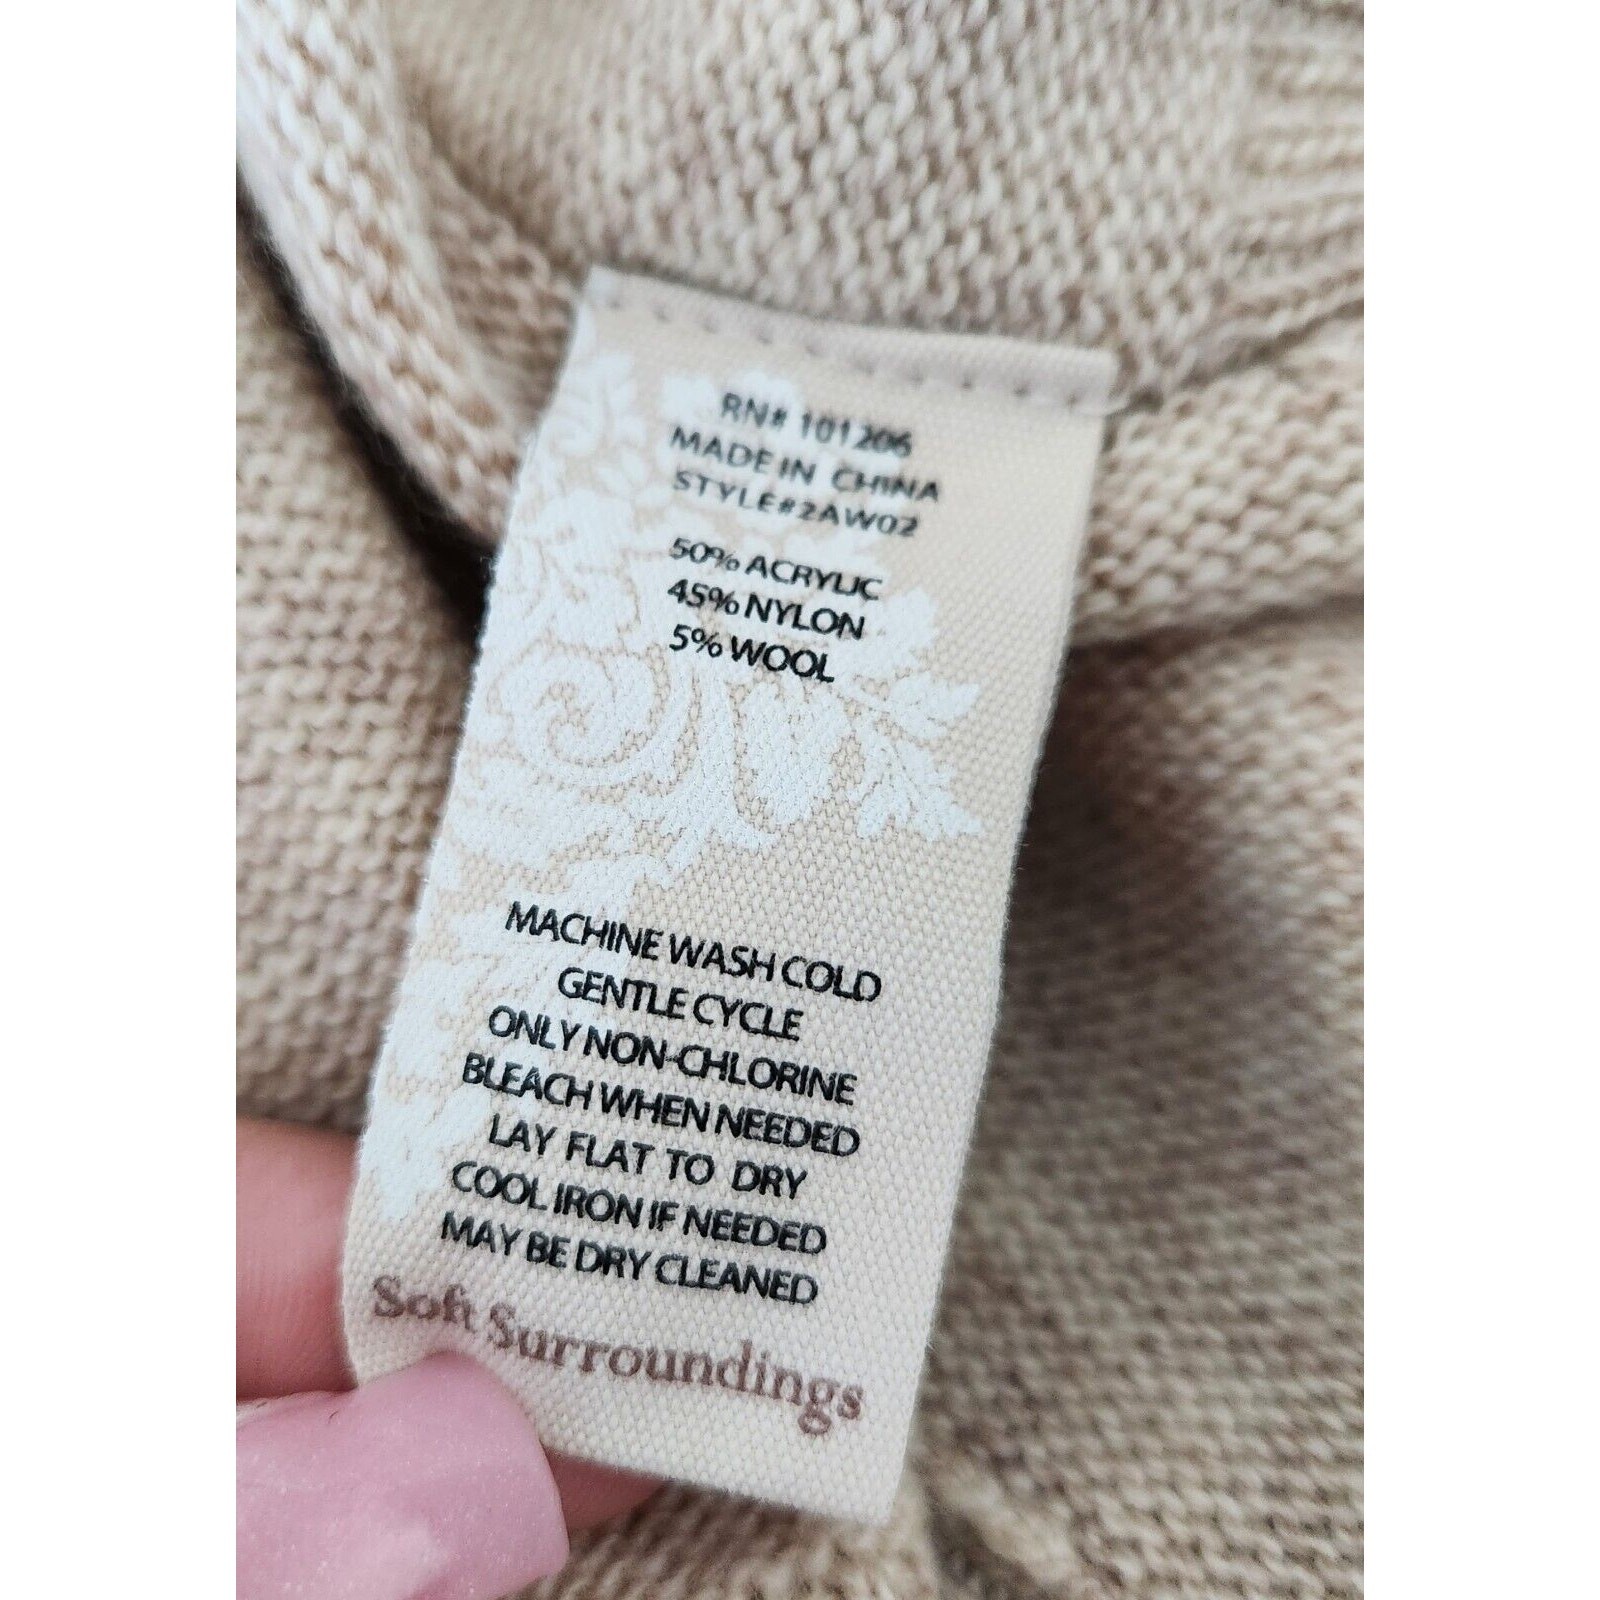 RN# 101206
MADE IN CHINA
STYLE#2AW02
50% ACRYLIC
45% NYLON
5% WOOL
MACHINE WASH COLD
GENTLE CYCLE
ONLY NON-CHLORINE
BLEACH WHEN NEEDED
LAY FLAT TO DRY
COOL IRON IF NEEDED
MAY BE DRY CLEANED
Soft Surroundings